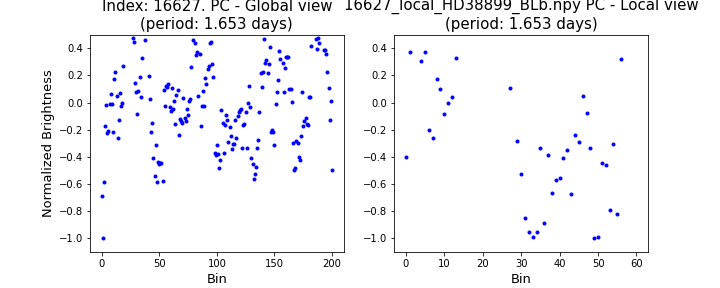 Index: 16627. PC - Global view
(period: 1.653 days)
16627_local_HD38899_BLb.npy PC - Local view
(period: 1.653 days)
Normalized Brightness
0.4
0.2
0.0
−0.2
−0.4
−0.6
−0.8
−1.0
0 50 100 150 200
Bin
0.4
0.2
0.0
−0.2
−0.4
−0.6
−0.8
−1.0
0 10 20 30 40 50 60
Bin